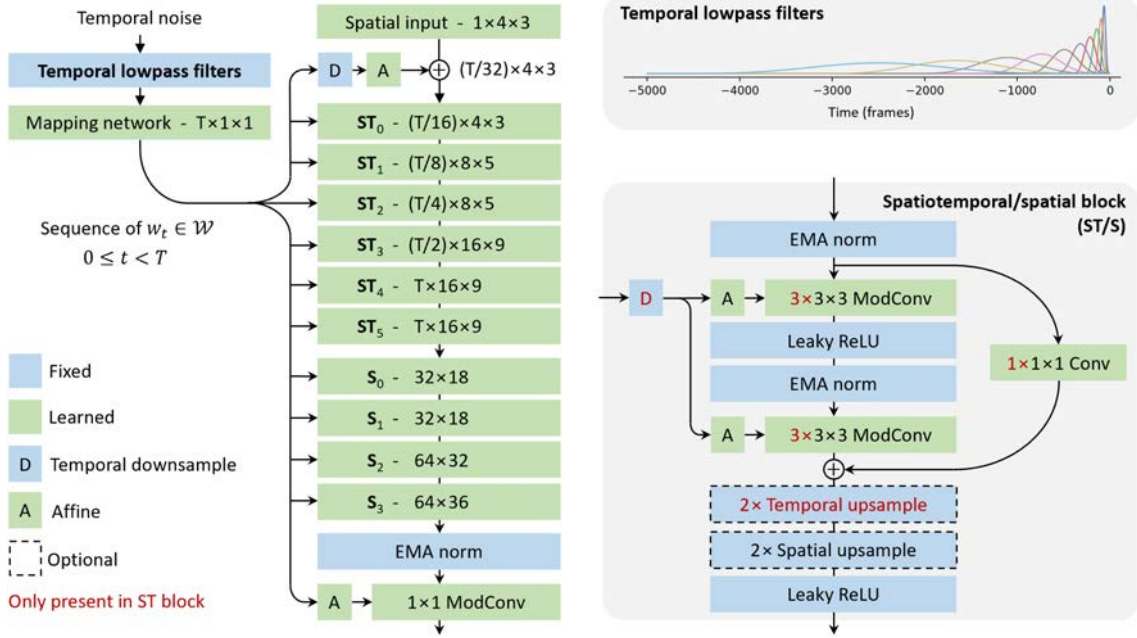 Temporal noise
Temporal lowpass filters
Mapping network - T×1×1
Sequence of w_t ∈ 𝒲
0 ≤ t < T
Fixed
Learned
D Temporal downsample
A Affine
Optional
Only present in ST block
Spatial input - 1×4×3
D A + (T/32)×4×3
ST₀ - (T/16)×4×3
ST₁ - (T/8)×8×5
ST₂ - (T/4)×8×5
ST₃ - (T/2)×16×9
ST₄ - T×16×9
ST₅ - T×16×9
S₀ - 32×18
S₁ - 32×18
S₂ - 64×32
S₃ - 64×36
EMA norm
A 1×1 ModConv
Temporal lowpass filters
−5000 −4000 −3000 −2000 −1000 0
Time (frames)
Spatiotemporal/spatial block
(ST/S)
EMA norm
D A 3×3×3 ModConv
Leaky ReLU
1×1×1 Conv
EMA norm
A 3×3×3 ModConv
+
2× Temporal upsample
2× Spatial upsample
Leaky ReLU